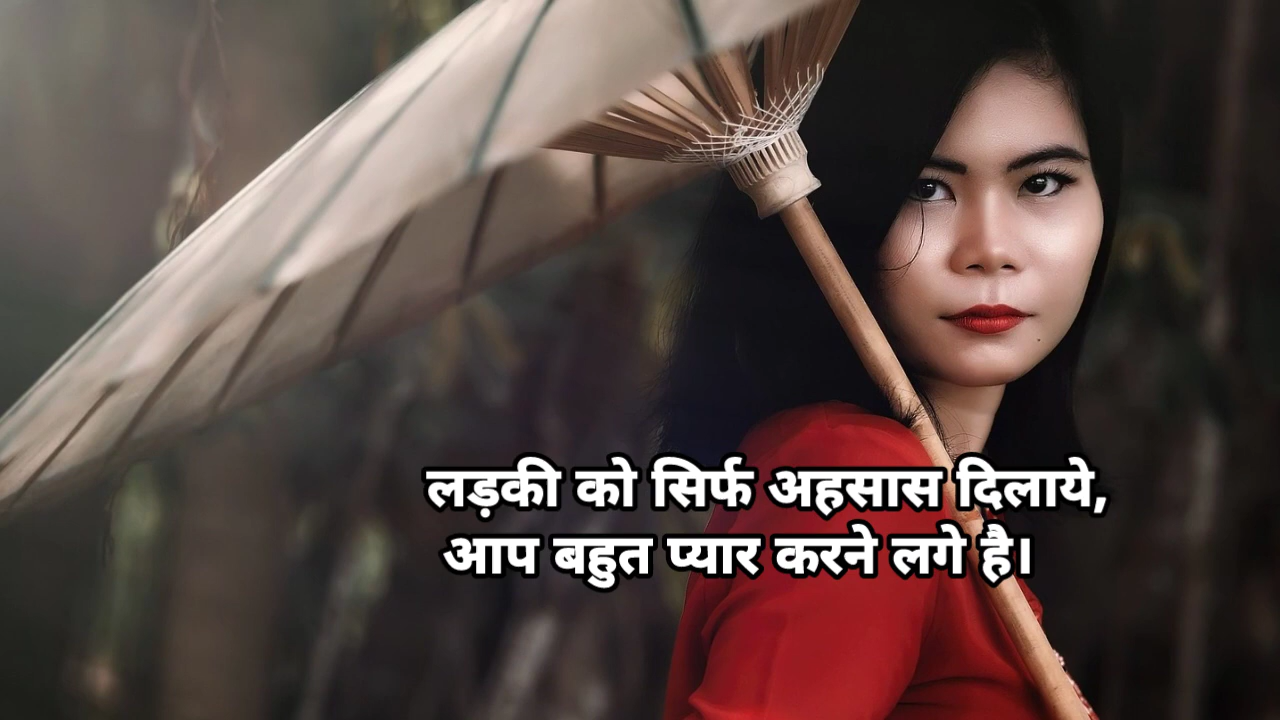 लड़की को सिर्फ अहसास दिलाये,
आप बहुत प्यार करने लगे है।